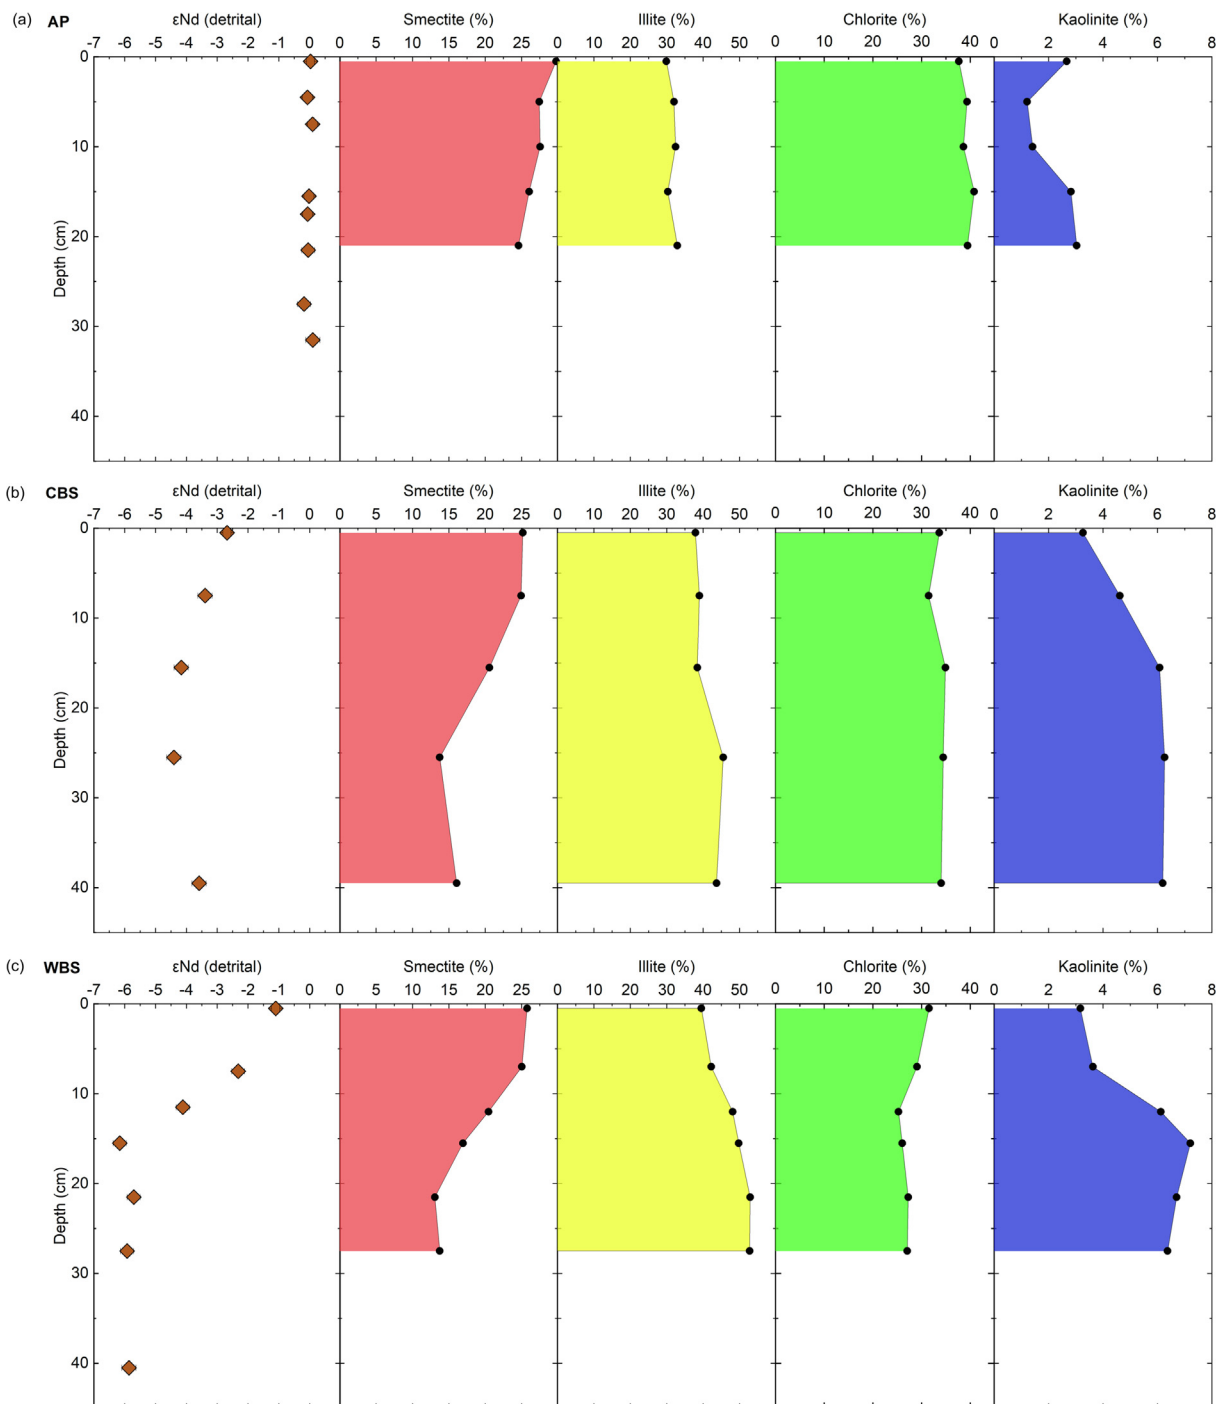 (a) AP
εNd (detrital) Smectite (%) Illite (%) Chlorite (%) Kaolinite (%)
-7 -6 -5 -4 -3 -2 -1 0 0 5 10 15 20 25 0 10 20 30 40 50 0 10 20 30 40 0 2 4 6 8
0
10
20
30
40
Depth (cm)
(b) CBS
εNd (detrital) Smectite (%) Illite (%) Chlorite (%) Kaolinite (%)
-7 -6 -5 -4 -3 -2 -1 0 0 5 10 15 20 25 0 10 20 30 40 50 0 10 20 30 40 0 2 4 6 8
0
10
20
30
40
Depth (cm)
(c) WBS
εNd (detrital) Smectite (%) Illite (%) Chlorite (%) Kaolinite (%)
-7 -6 -5 -4 -3 -2 -1 0 0 5 10 15 20 25 0 10 20 30 40 50 0 10 20 30 40 0 2 4 6 8
0
10
20
30
40
Depth (cm)